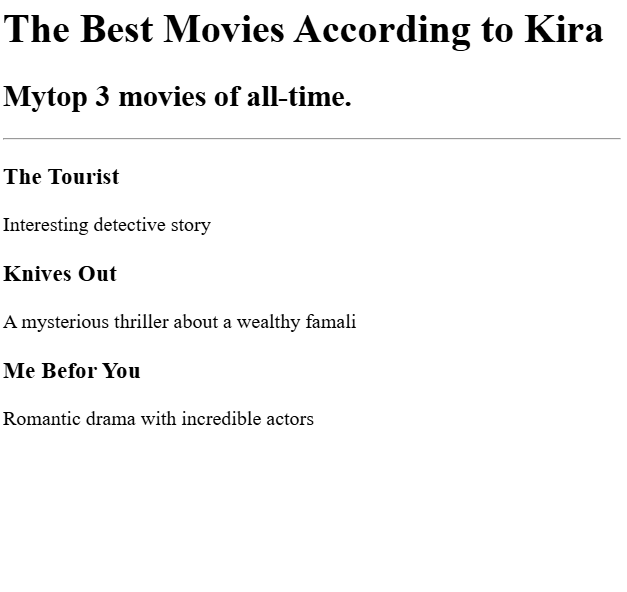 The Best Movies According to Kira
Mytop 3 movies of all-time.
The Tourist
Interesting detective story
Knives Out
A mysterious thriller about a wealthy famali
Me Befor You
Romantic drama with incredible actors